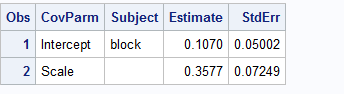 Obs CovParm Subject Estimate StdErr
1 Intercept block 0.1070 0.05002
2 Scale 0.3577 0.07249